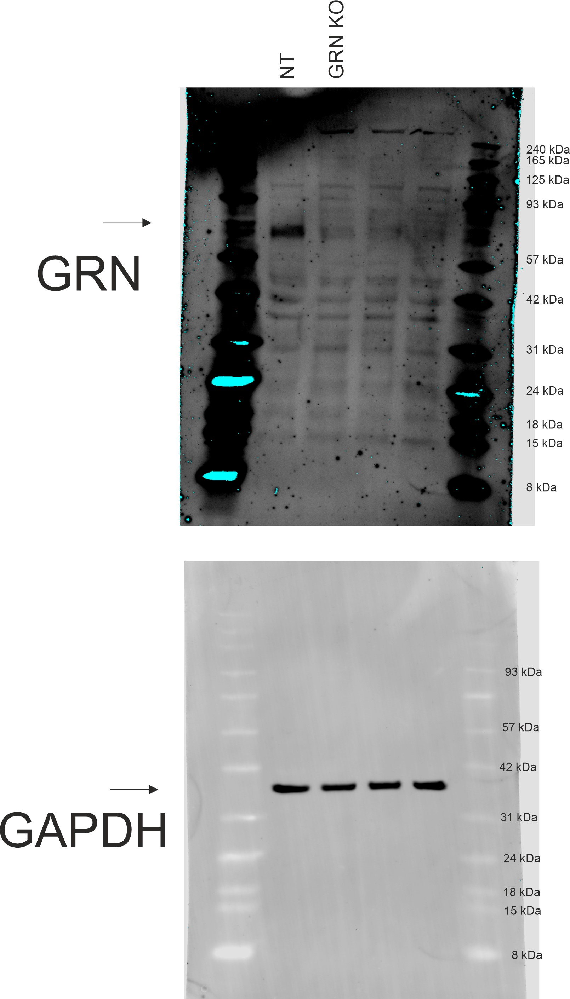 NT
GRN KO
240 kDa
165 kDa
125 kDa
93 kDa
GRN
57 kDa
42 kDa
31 kDa
24 kDa
18 kDa
15 kDa
8 kDa
93 kDa
57 kDa
42 kDa
GAPDH
31 kDa
24 kDa
18 kDa
15 kDa
8 kDa